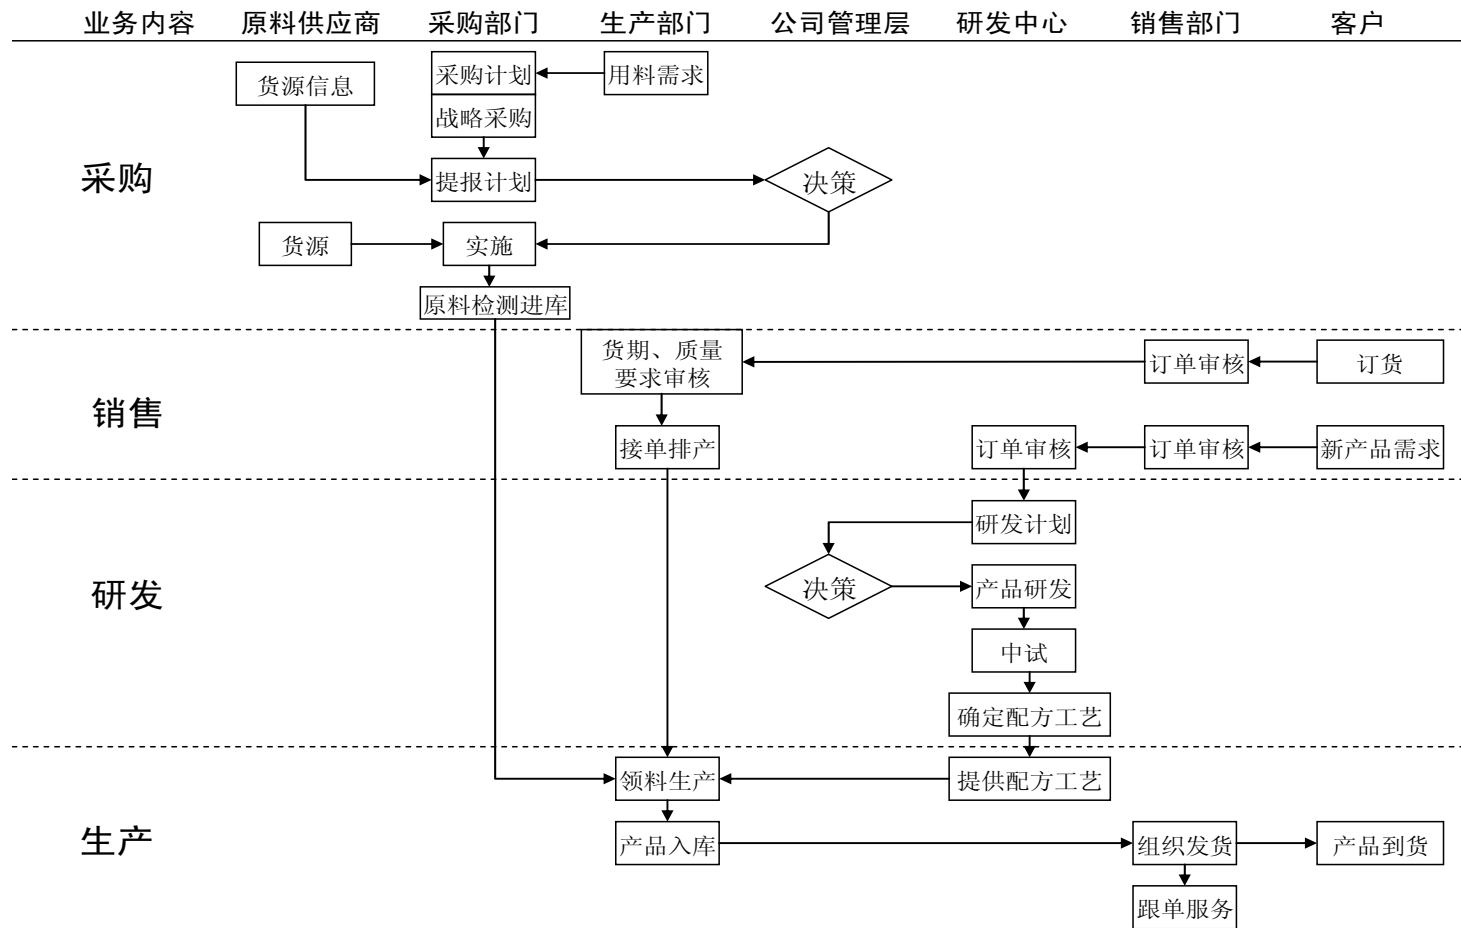 业务内容 原料供应商 采购部门 生产部门 公司管理层 研发中心 销售部门 客户
采购计划 用料需求
货源信息
战略采购
采购 提报计划 决策
货源 实施
原料检测进库
货期、质量
要求审核
订单审核 订货
销售
接单排产 订单审核 订单审核 新产品需求
研发计划
研发 决策 产品研发
中试
确定配方工艺
领料生产 提供配方工艺
生产 产品入库 组织发货 产品到货
跟单服务